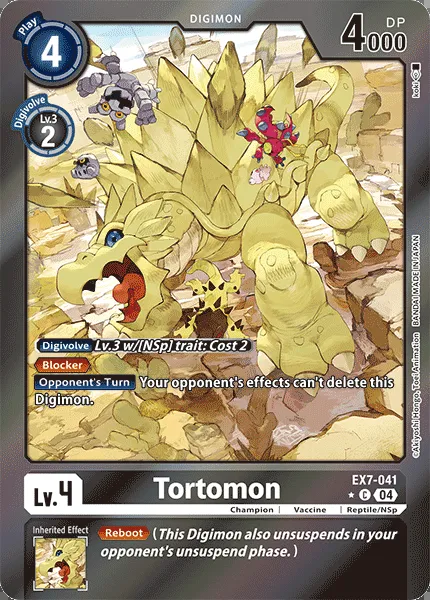 DIGIMON
Play
4
DP
4000
Digivolve
Lv.3
2
koki
©Akiyoshi Hongo, Toei Animation BANDAI MADE IN JAPAN
Digivolve Lv.3 w/[NSp] trait: Cost 2
Blocker
Opponent's Turn Your opponent's effects can't delete this
Digimon.
EX7-041
Lv.4 Tortomon
C 04
Champion | Vaccine | Reptile/NSp
Inherited Effect
Reboot (This Digimon also unsuspends in your
opponent's unsuspend phase.)